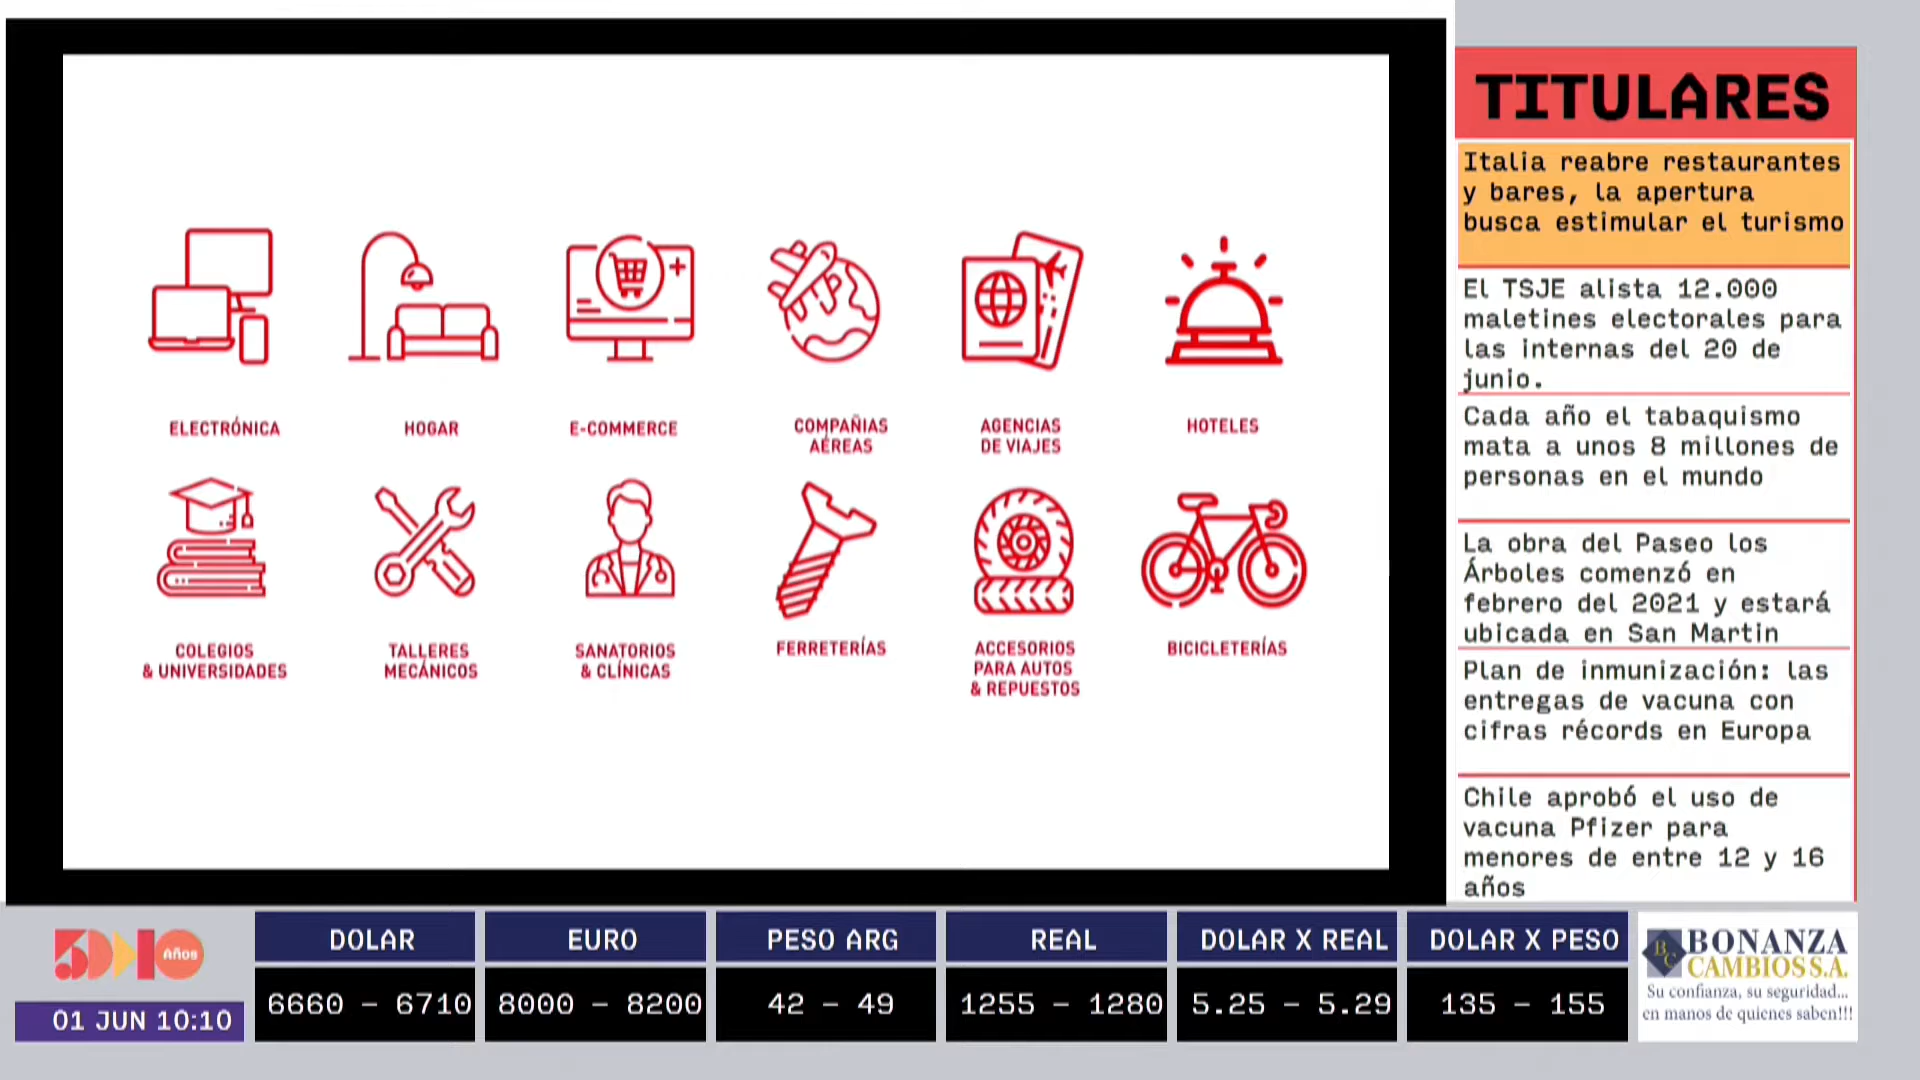 ELECTRÓNICA
HOGAR
E-COMMERCE
COMPAÑIAS
AÉREAS
AGENCIAS
DE VIAJES
HOTELES
COLEGIOS
& UNIVERSIDADES
TALLERES
MECÁNICOS
SANATORIOS
& CLÍNICAS
FERRETERÍAS
ACCESORIOS
PARA AUTOS
& REPUESTOS
BICICLETERÍAS
TITULARES
Italia reabre restaurantes
y bares, la apertura
busca estimular el turismo
El TSJE alista 12.000
maletines electorales para
las internas del 20 de
junio.
Cada año el tabaquismo
mata a unos 8 millones de
personas en el mundo
La obra del Paseo los
Árboles comenzó en
febrero del 2021 y estará
ubicada en San Martin
Plan de inmunización: las
entregas de vacuna con
cifras récords en Europa
Chile aprobó el uso de
vacuna Pfizer para
menores de entre 12 y 16
años
Años
01 JUN 10:10
DOLAR
6660 - 6710
EURO
8000 - 8200
PESO ARG
42 - 49
REAL
1255 - 1280
DOLAR X REAL
5.25 - 5.29
DOLAR X PESO
135 - 155
BC
BONANZA
CAMBIOS S.A.
Su confianza, su seguridad...
en manos de quienes saben!!!